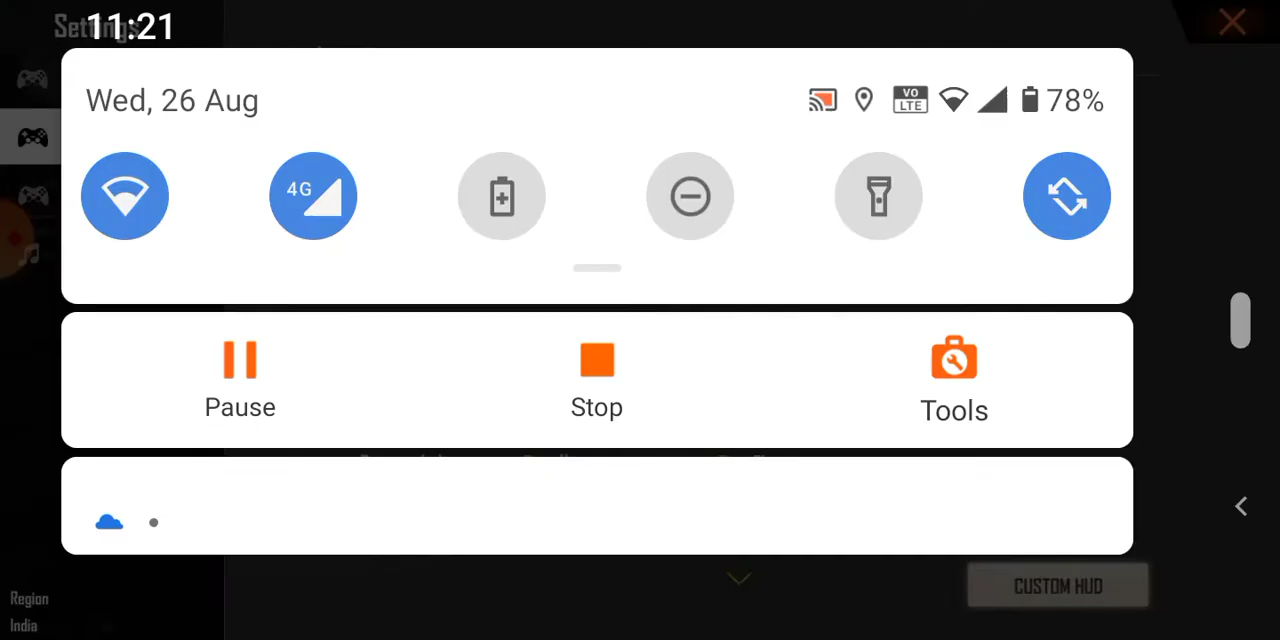 Settings
11:21
Wed, 26 Aug
VO
LTE
78%
4G
Pause
Stop
Tools
CUSTOM HUD
Region
India